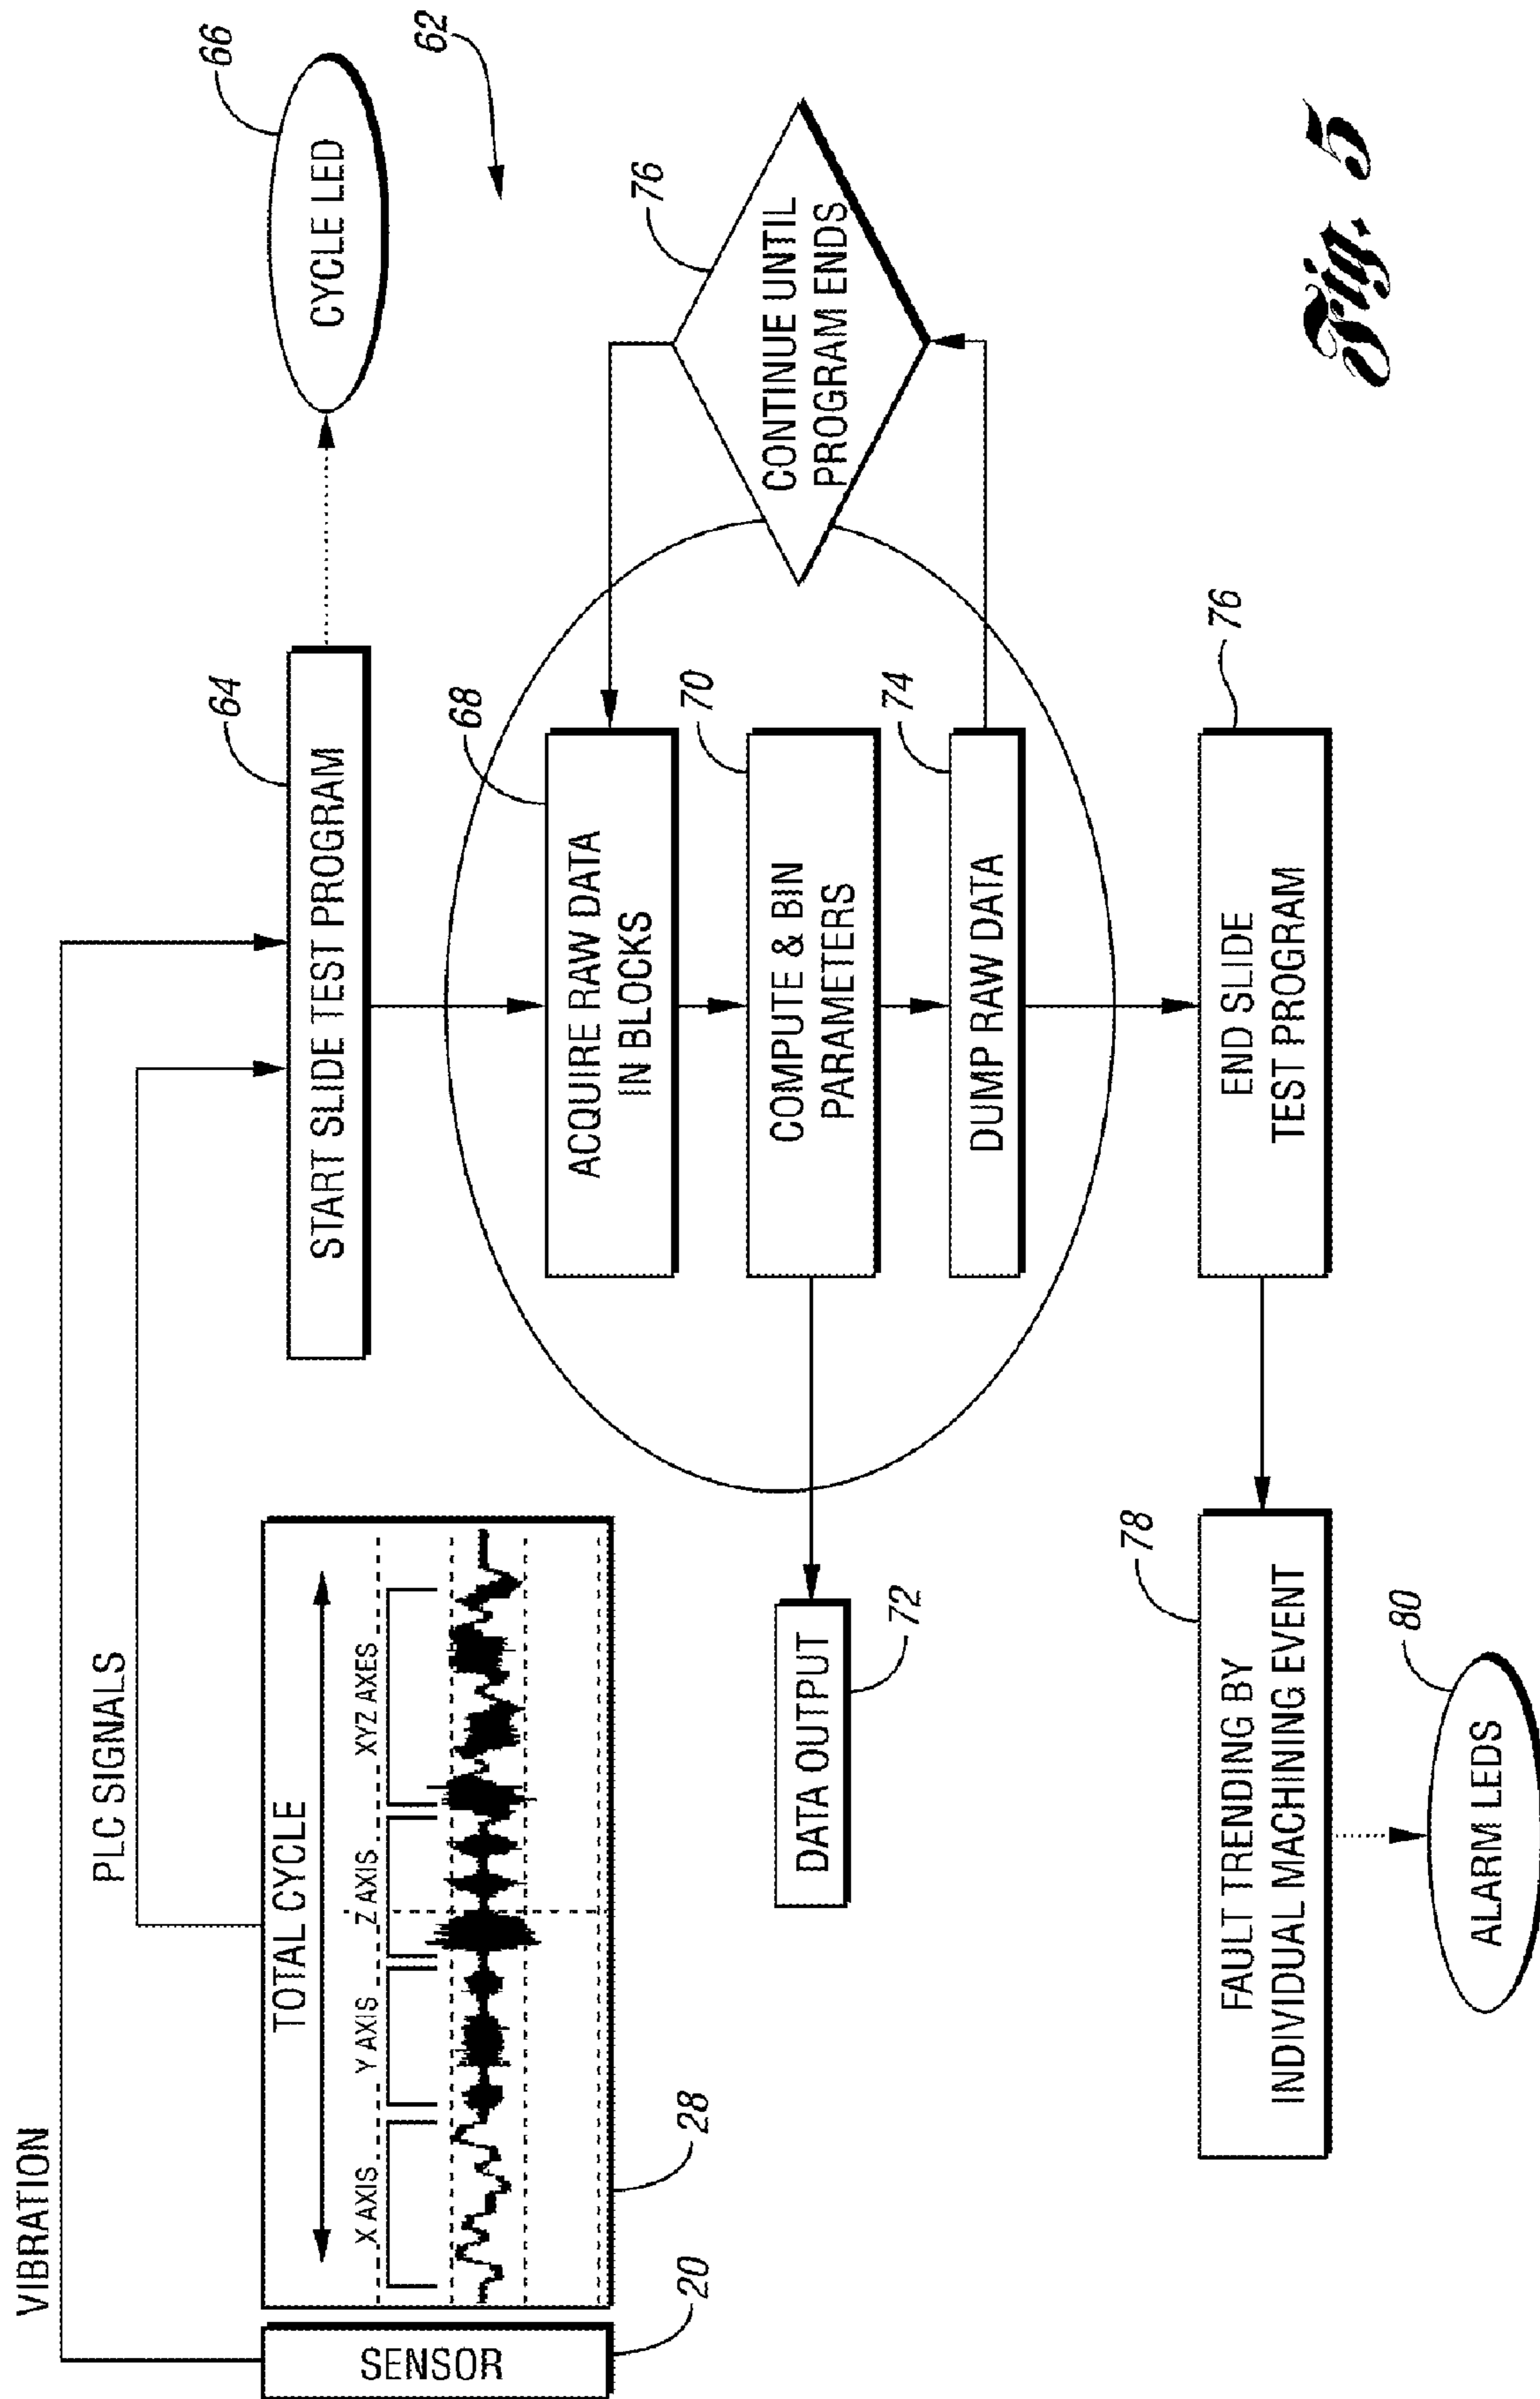 VIBRATION
PLC SIGNALS
SENSOR
20
TOTAL CYCLE
X AXIS
Y AXIS
Z AXIS
XYZ AXES
28
START SLIDE TEST PROGRAM
64
CYCLE LED
66
62
ACQUIRE RAW DATA
IN BLOCKS
68
COMPUTE & BIN
PARAMETERS
70
DATA OUTPUT
72
DUMP RAW DATA
74
CONTINUE UNTIL
PROGRAM ENDS
76
END SLIDE
TEST PROGRAM
76
FAULT TRENDING BY
INDIVIDUAL MACHINING EVENT
78
ALARM LEDS
80
Fig. 5